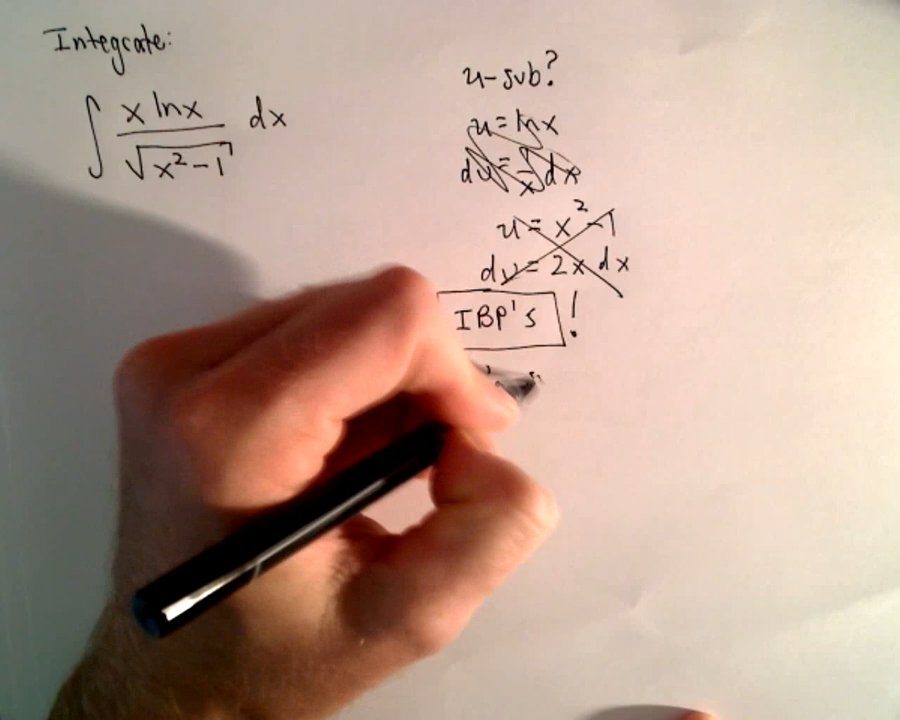 Integrate:
∫ x ln x / √(x² − 1) dx
u-sub?
u = ln x
du = 1/x dx
u = x² − 1
du = 2x dx
IBP's !